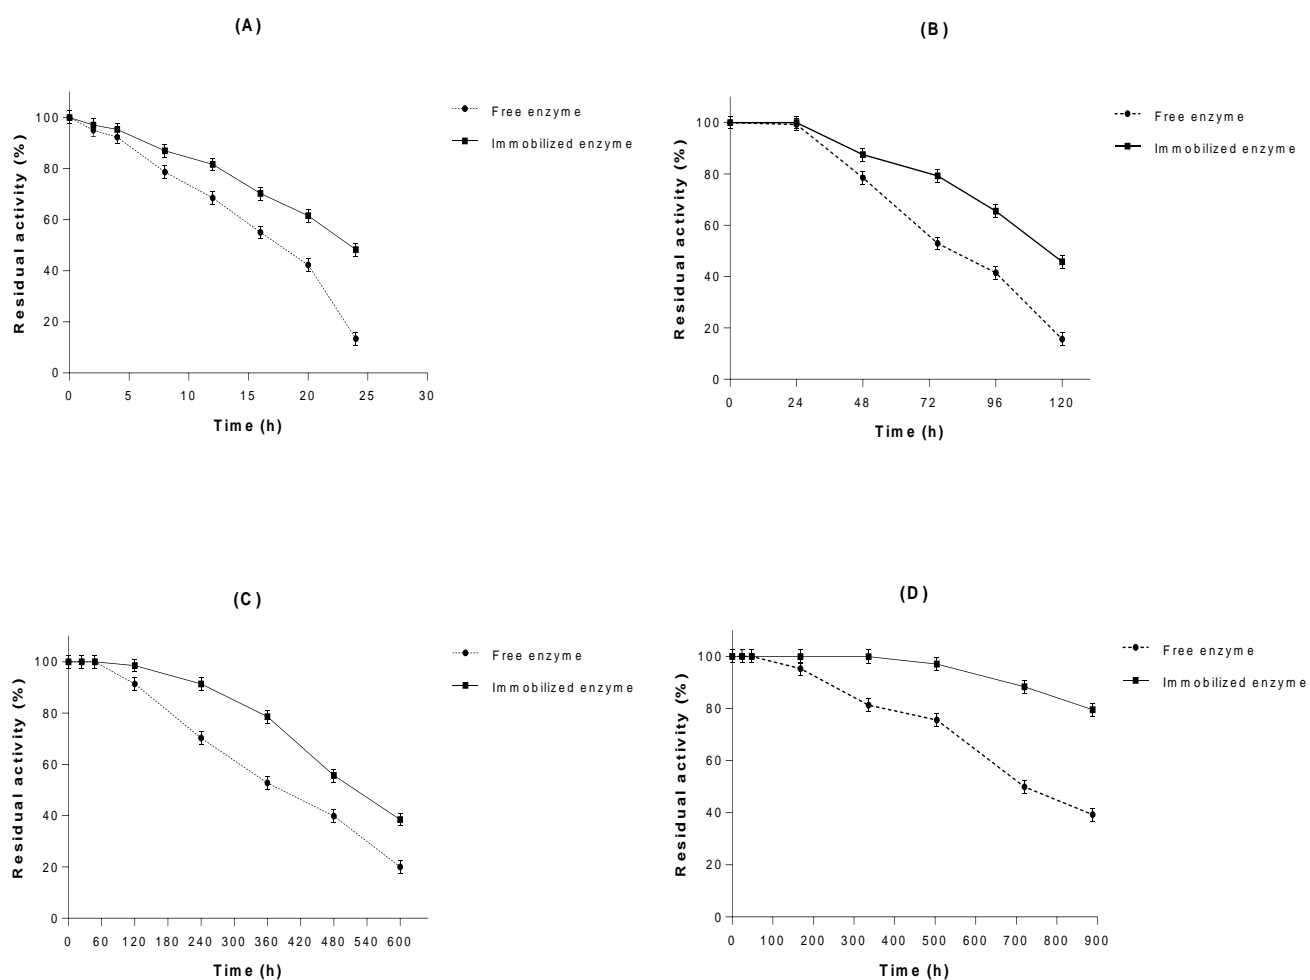 (A)
Residual activity (%)
100
80
60
40
20
0
0 5 10 15 20 25 30
Time (h)
Free enzyme
Immobilized enzyme
(B)
Residual activity (%)
100
80
60
40
20
0
0 24 48 72 96 120
Time (h)
Free enzyme
Immobilized enzyme
(C)
Residual activity (%)
100
80
60
40
20
0
0 60 120 180 240 300 360 420 480 540 600
Time (h)
Free enzyme
Immobilized enzyme
(D)
Residual activity (%)
100
80
60
40
20
0
0 100 200 300 400 500 600 700 800 900
Time (h)
Free enzyme
Immobilized enzyme